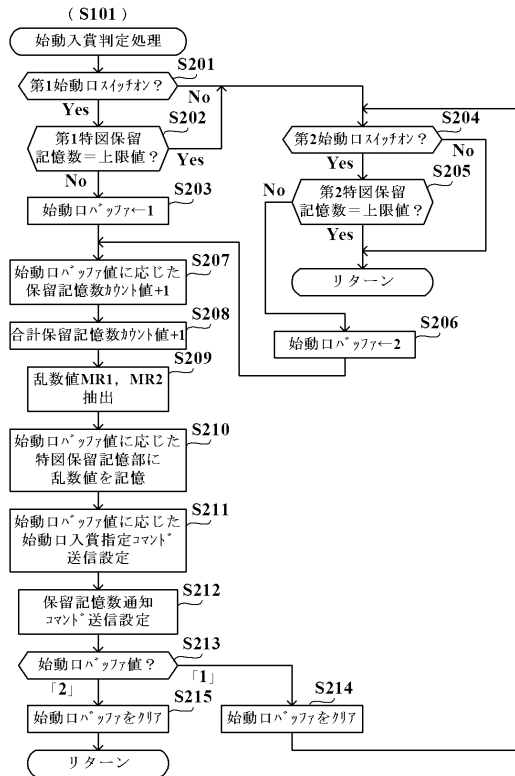 ( S101 )
始動入賞判定処理
S201
第1始動口スイッチオン？
Yes
No
S202
第1特図保留
記憶数＝上限値？
Yes
No
S203
始動口バッファ←1
S204
第2始動口スイッチオン？
Yes
No
S205
第2特図保留
記憶数＝上限値？
No
Yes
リターン
S206
始動口バッファ←2
S207
始動口バッファ値に応じた
保留記憶数カウント値+1
S208
合計保留記憶数カウント値+1
S209
乱数値MR1，MR2
抽出
S210
始動口バッファ値に応じた
特図保留記憶部に
乱数値を記憶
S211
始動口バッファ値に応じた
始動口入賞指定コマンド
送信設定
S212
保留記憶数通知
コマンド送信設定
S213
始動口バッファ値？
「2」
「1」
S215
始動口バッファをクリア
S214
始動口バッファをクリア
リターン